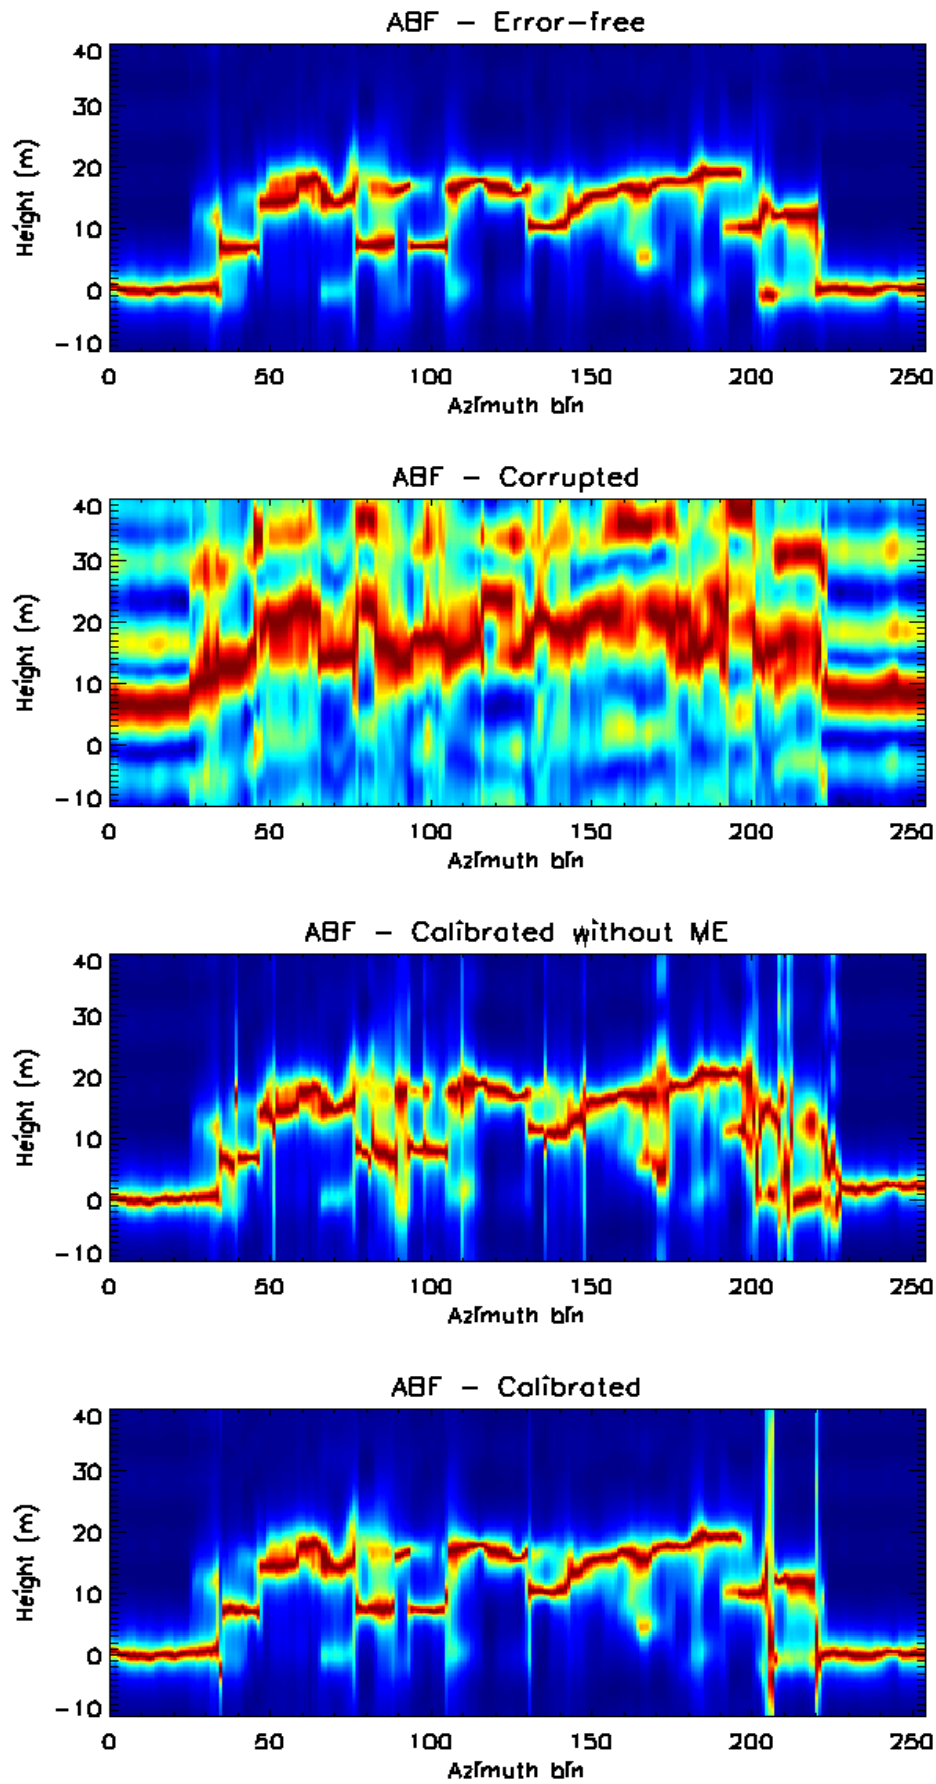 ABF - Error-free
40
30
20
10
0
-10
Height (m)
0 50 100 150 200 250
Azimuth bin
ABF - Corrupted
40
30
20
10
0
-10
Height (m)
0 50 100 150 200 250
Azimuth bin
ABF - Calibrated without ME
40
30
20
10
0
-10
Height (m)
0 50 100 150 200 250
Azimuth bin
ABF - Calibrated
40
30
20
10
0
-10
Height (m)
0 50 100 150 200 250
Azimuth bin